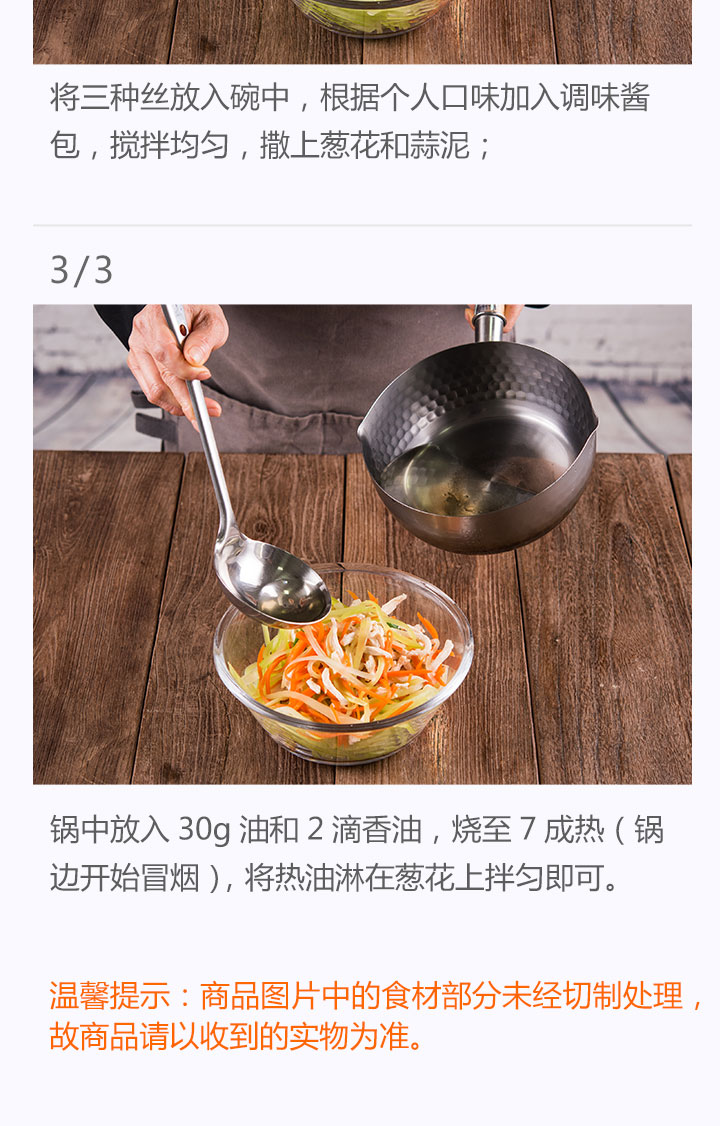 将三种丝放入碗中，根据个人口味加入调味酱
包，搅拌均匀，撒上葱花和蒜泥；
3/3
锅中放入 30g 油和 2 滴香油，烧至 7 成热（锅
边开始冒烟），将热油淋在葱花上拌匀即可。
温馨提示：商品图片中的食材部分未经切制处理，
故商品请以收到的实物为准。